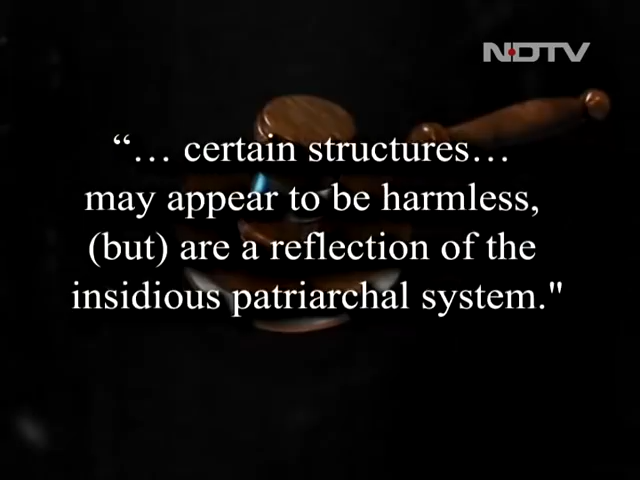 NDTV
“... certain structures...
may appear to be harmless,
(but) are a reflection of the
insidious patriarchal system."